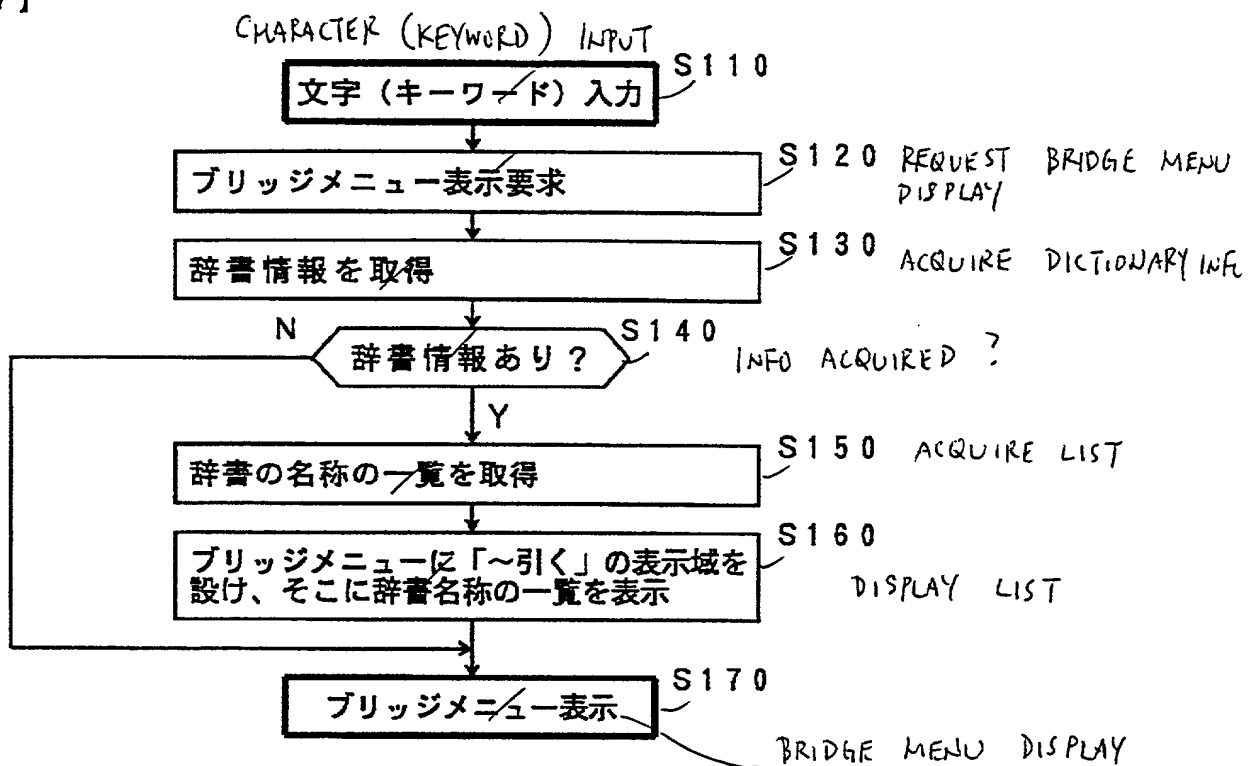 CHARACTER (KEYWORD) INPUT
S110
文字（キーワード）入力
S120 REQUEST BRIDGE MENU
DISPLAY
ブリッジメニュー表示要求
S130 ACQUIRE DICTIONARY INFO
辞書情報を取得
N
S140
辞書情報あり？
INFO ACQUIRED ?
Y
S150 ACQUIRE LIST
辞書の名称の一覧を取得
S160
ブリッジメニューに「～引く」の表示域を
設け、そこに辞書名称の一覧を表示
DISPLAY LIST
S170
ブリッジメニュー表示
BRIDGE MENU DISPLAY